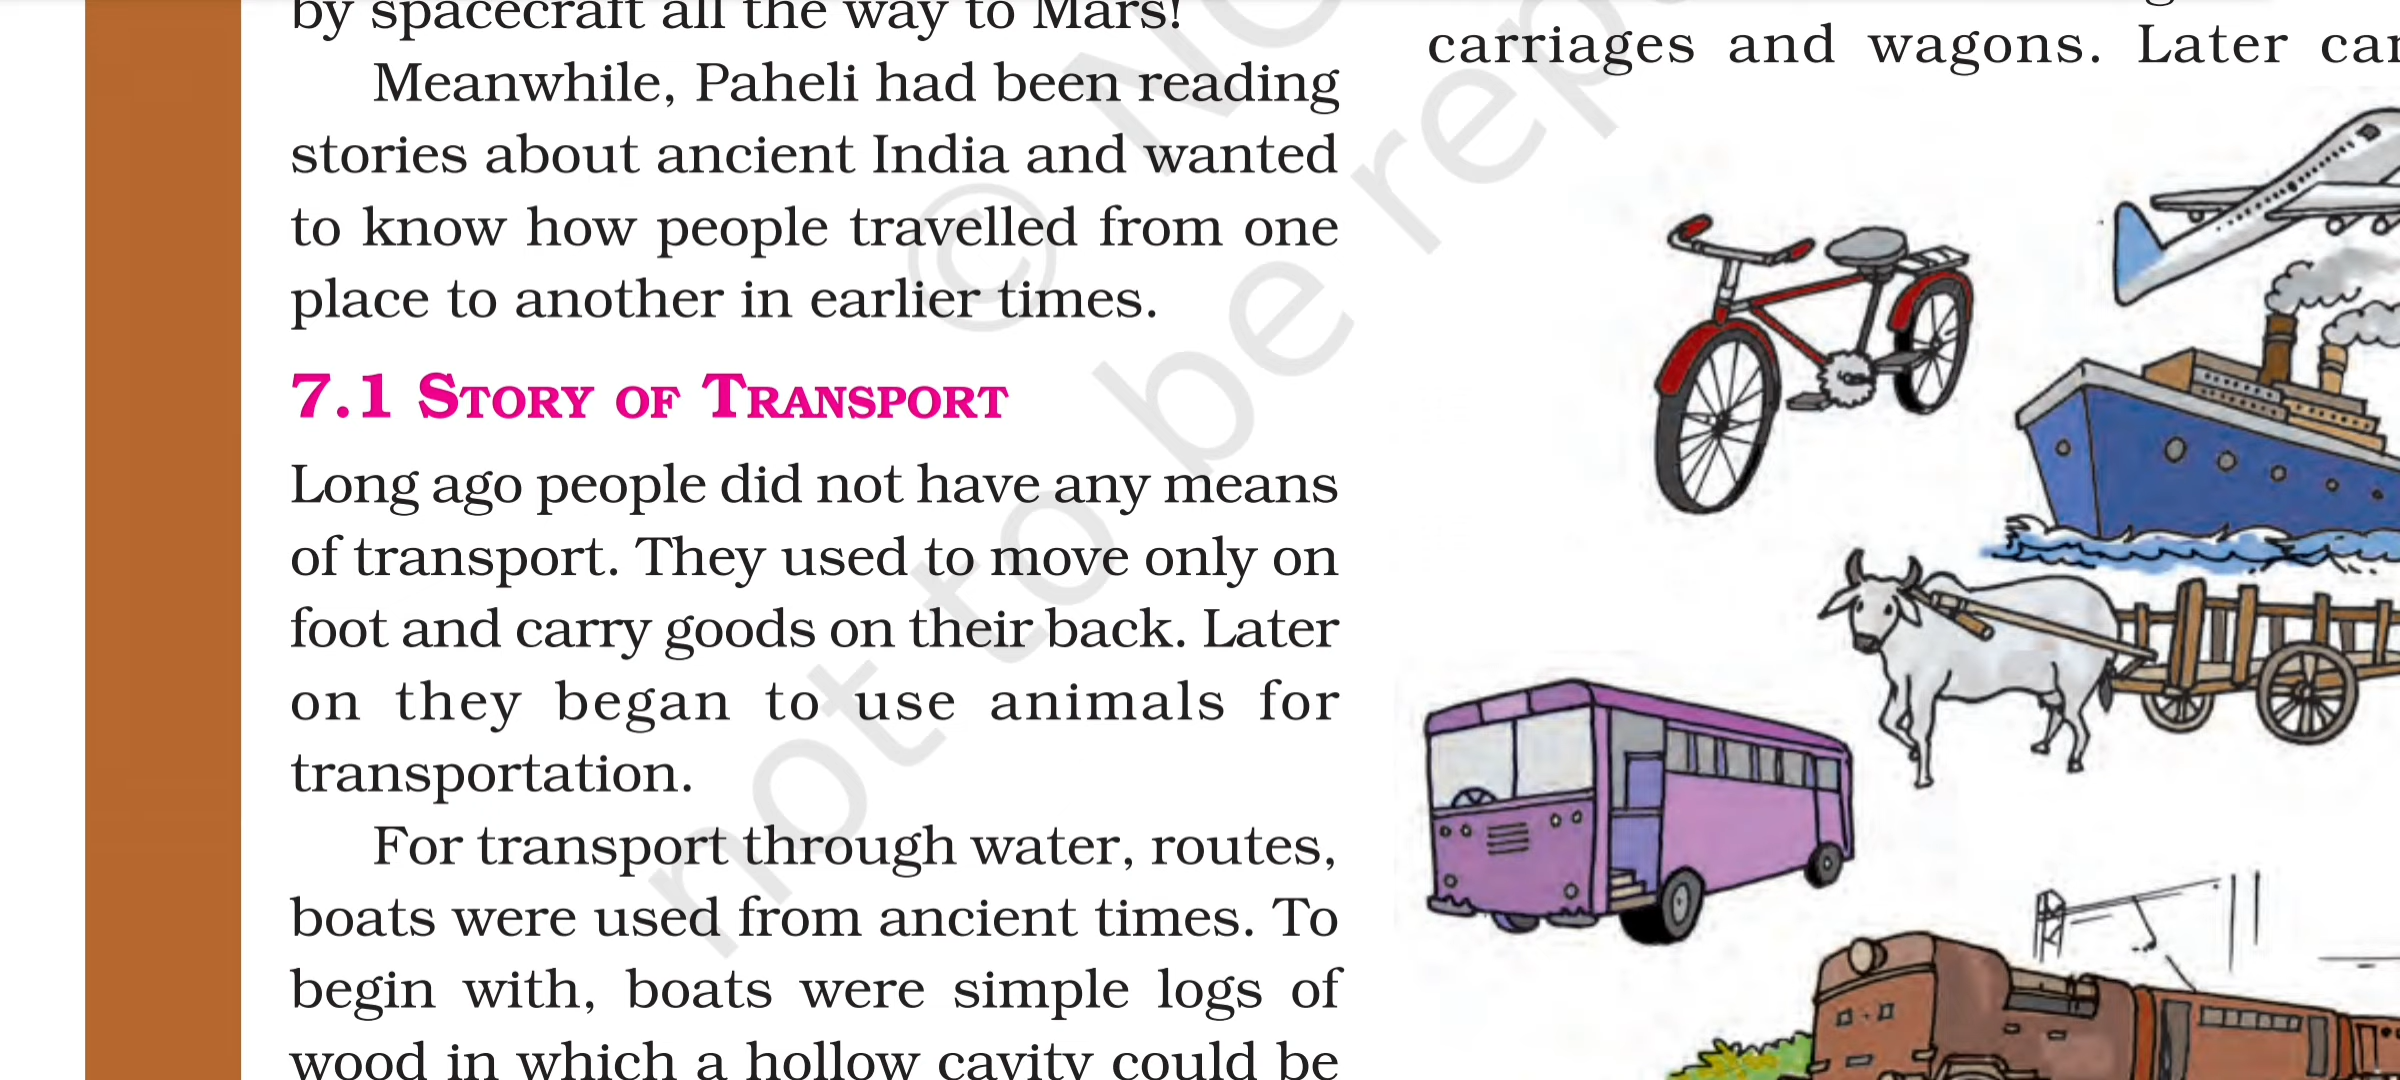 by spacecraft all the way to Mars!
Meanwhile, Paheli had been reading
stories about ancient India and wanted
to know how people travelled from one
place to another in earlier times.
7.1 STORY OF TRANSPORT
Long ago people did not have any means
of transport. They used to move only on
foot and carry goods on their back. Later
on they began to use animals for
transportation.
For transport through water, routes,
boats were used from ancient times. To
begin with, boats were simple logs of
wood in which a hollow cavity could be
carriages and wagons. Later
© 
not to be